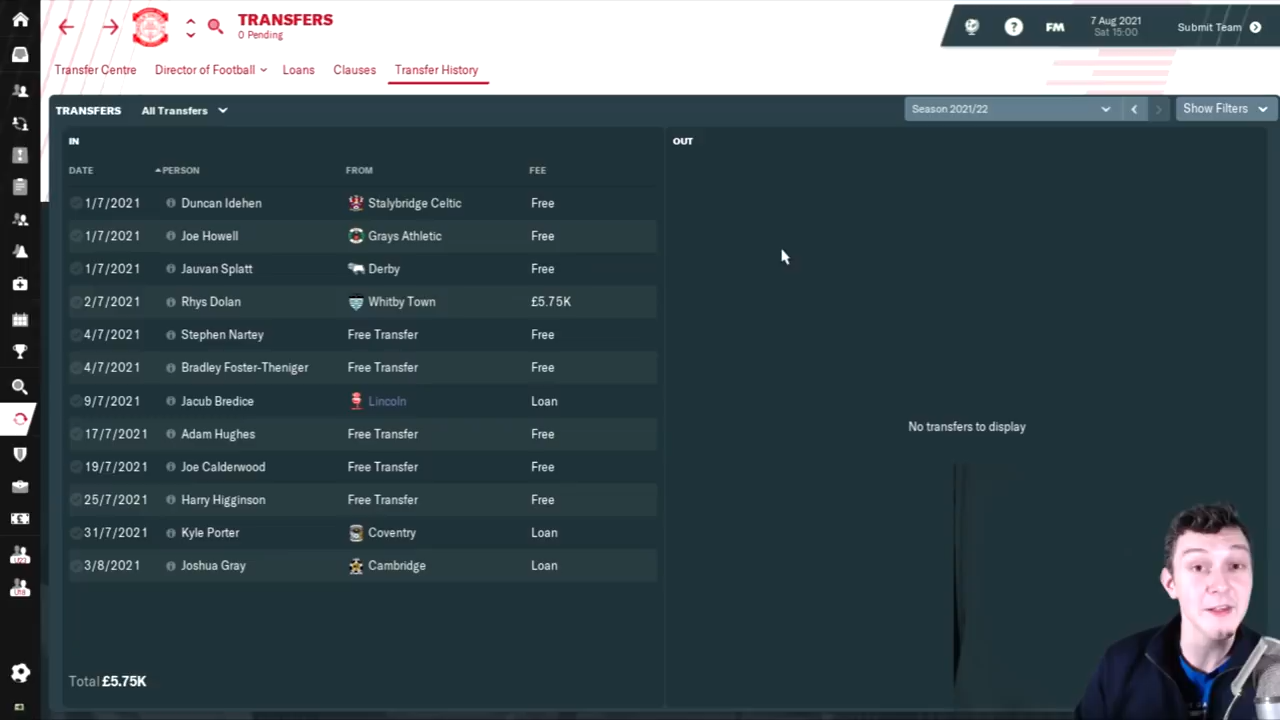 TRANSFERS
0 Pending
FM
7 Aug 2021
Sat 15:00
Submit Team
Transfer Centre
Director of Football
Loans
Clauses
Transfer History
TRANSFERS
All Transfers
Season 2021/22
Show Filters
IN
OUT
DATE PERSON FROM FEE
1/7/2021 Duncan Idehen Stalybridge Celtic Free
1/7/2021 Joe Howell Grays Athletic Free
1/7/2021 Jauvan Splatt Derby Free
2/7/2021 Rhys Dolan Whitby Town £5.75K
4/7/2021 Stephen Nartey Free Transfer Free
4/7/2021 Bradley Foster-Theniger Free Transfer Free
9/7/2021 Jacub Bredice Lincoln Loan
17/7/2021 Adam Hughes Free Transfer Free
19/7/2021 Joe Calderwood Free Transfer Free
25/7/2021 Harry Higginson Free Transfer Free
31/7/2021 Kyle Porter Coventry Loan
3/8/2021 Joshua Gray Cambridge Loan
No transfers to display
Total £5.75K
U23
U18